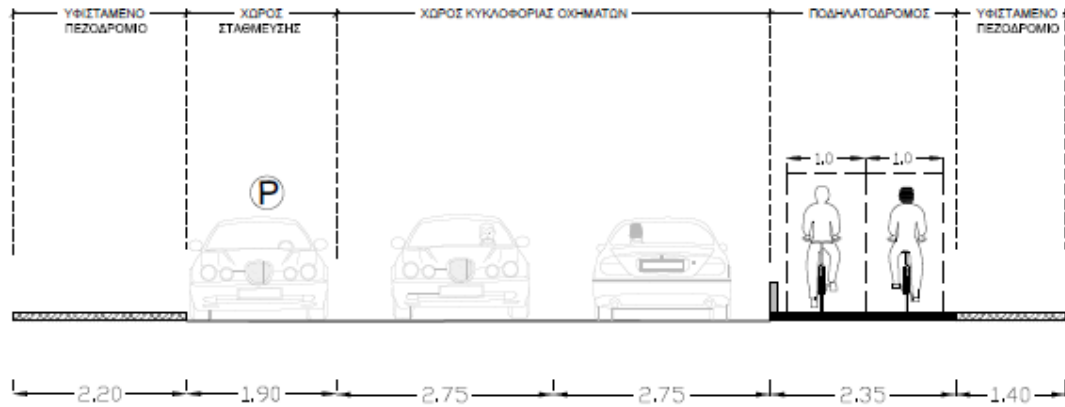 ΥΦΙΣΤΑΜΕΝΟ
ΠΕΖΟΔΡΟΜΙΟ
ΧΩΡΟΣ
ΣΤΑΘΜΕΥΣΗΣ
ΧΩΡΟΣ ΚΥΚΛΟΦΟΡΙΑΣ ΟΧΗΜΑΤΩΝ
ΠΟΔΗΛΑΤΟΔΡΟΜΟΣ
ΥΦΙΣΤΑΜΕΝΟ
ΠΕΖΟΔΡΟΜΙΟ
1.0 1.0
P
2.20 1.90 2.75 2.75 2.35 1.40